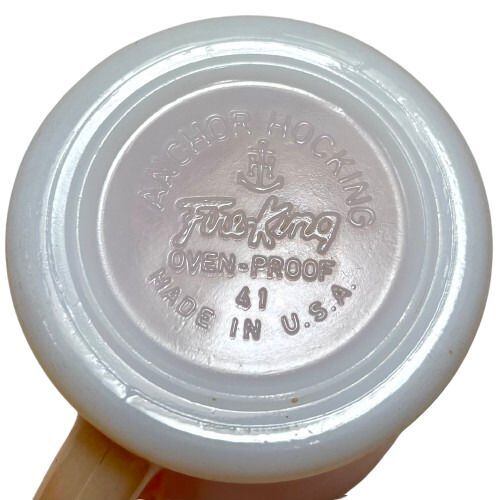 ANCHOR HOCKING
Fire-King
OVEN-PROOF
41
MADE IN U.S.A.